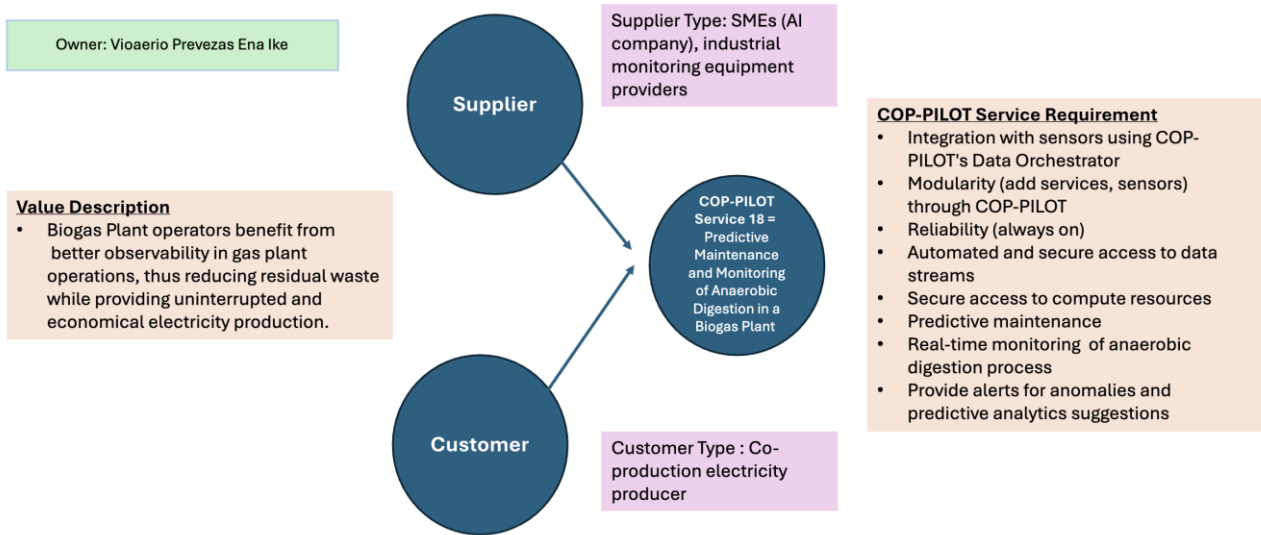 Owner: Vioaerio Prevezas Ena Ike
Supplier
Supplier Type: SMEs (AI
company), industrial
monitoring equipment
providers
Value Description
• Biogas Plant operators benefit from
better observability in gas plant
operations, thus reducing residual waste
while providing uninterrupted and
economical electricity production.
COP-PILOT
Service 18 =
Predictive
Maintenance
and Monitoring
of Anaerobic
Digestion in a
Biogas Plant
COP-PILOT Service Requirement
• Integration with sensors using COP-
PILOT's Data Orchestrator
• Modularity (add services, sensors)
through COP-PILOT
• Reliability (always on)
• Automated and secure access to data
streams
• Secure access to compute resources
• Predictive maintenance
• Real-time monitoring of anaerobic
digestion process
• Provide alerts for anomalies and
predictive analytics suggestions
Customer
Customer Type : Co-
production electricity
producer